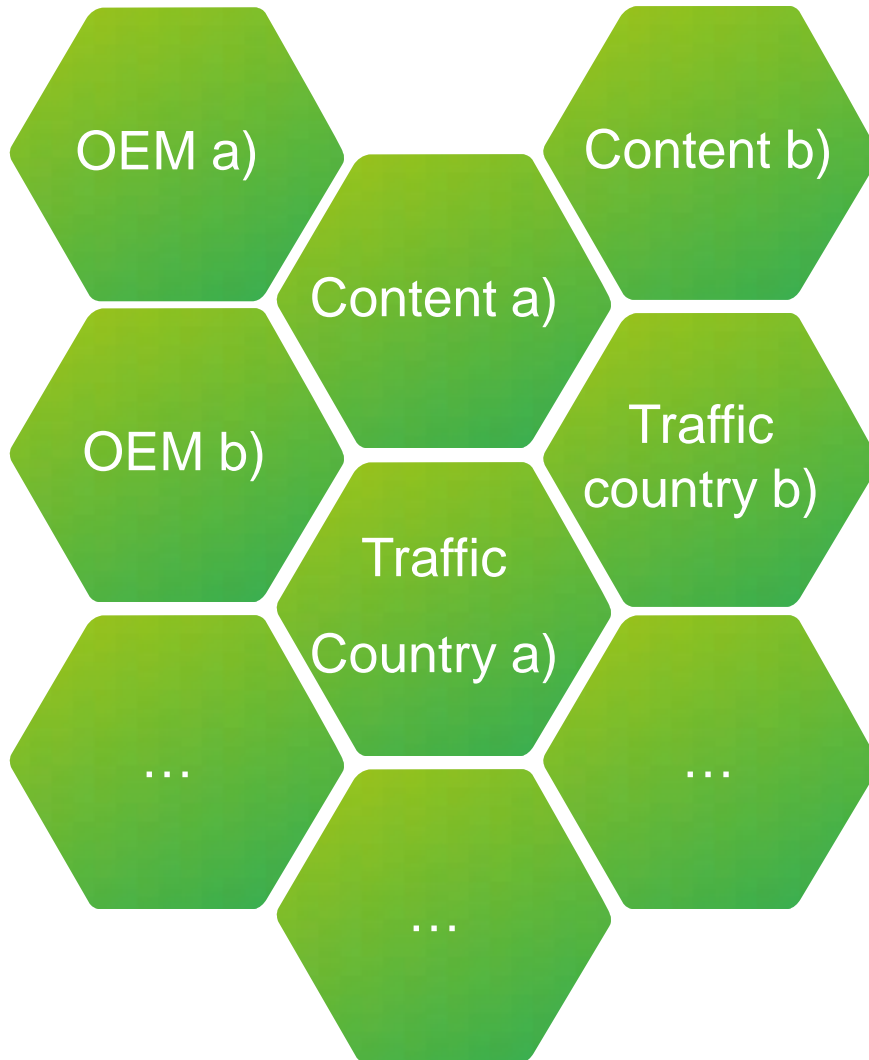 OEM a)
Content b)
Content a)
OEM b)
Traffic
country b)
Traffic
Country a)
…
…
…